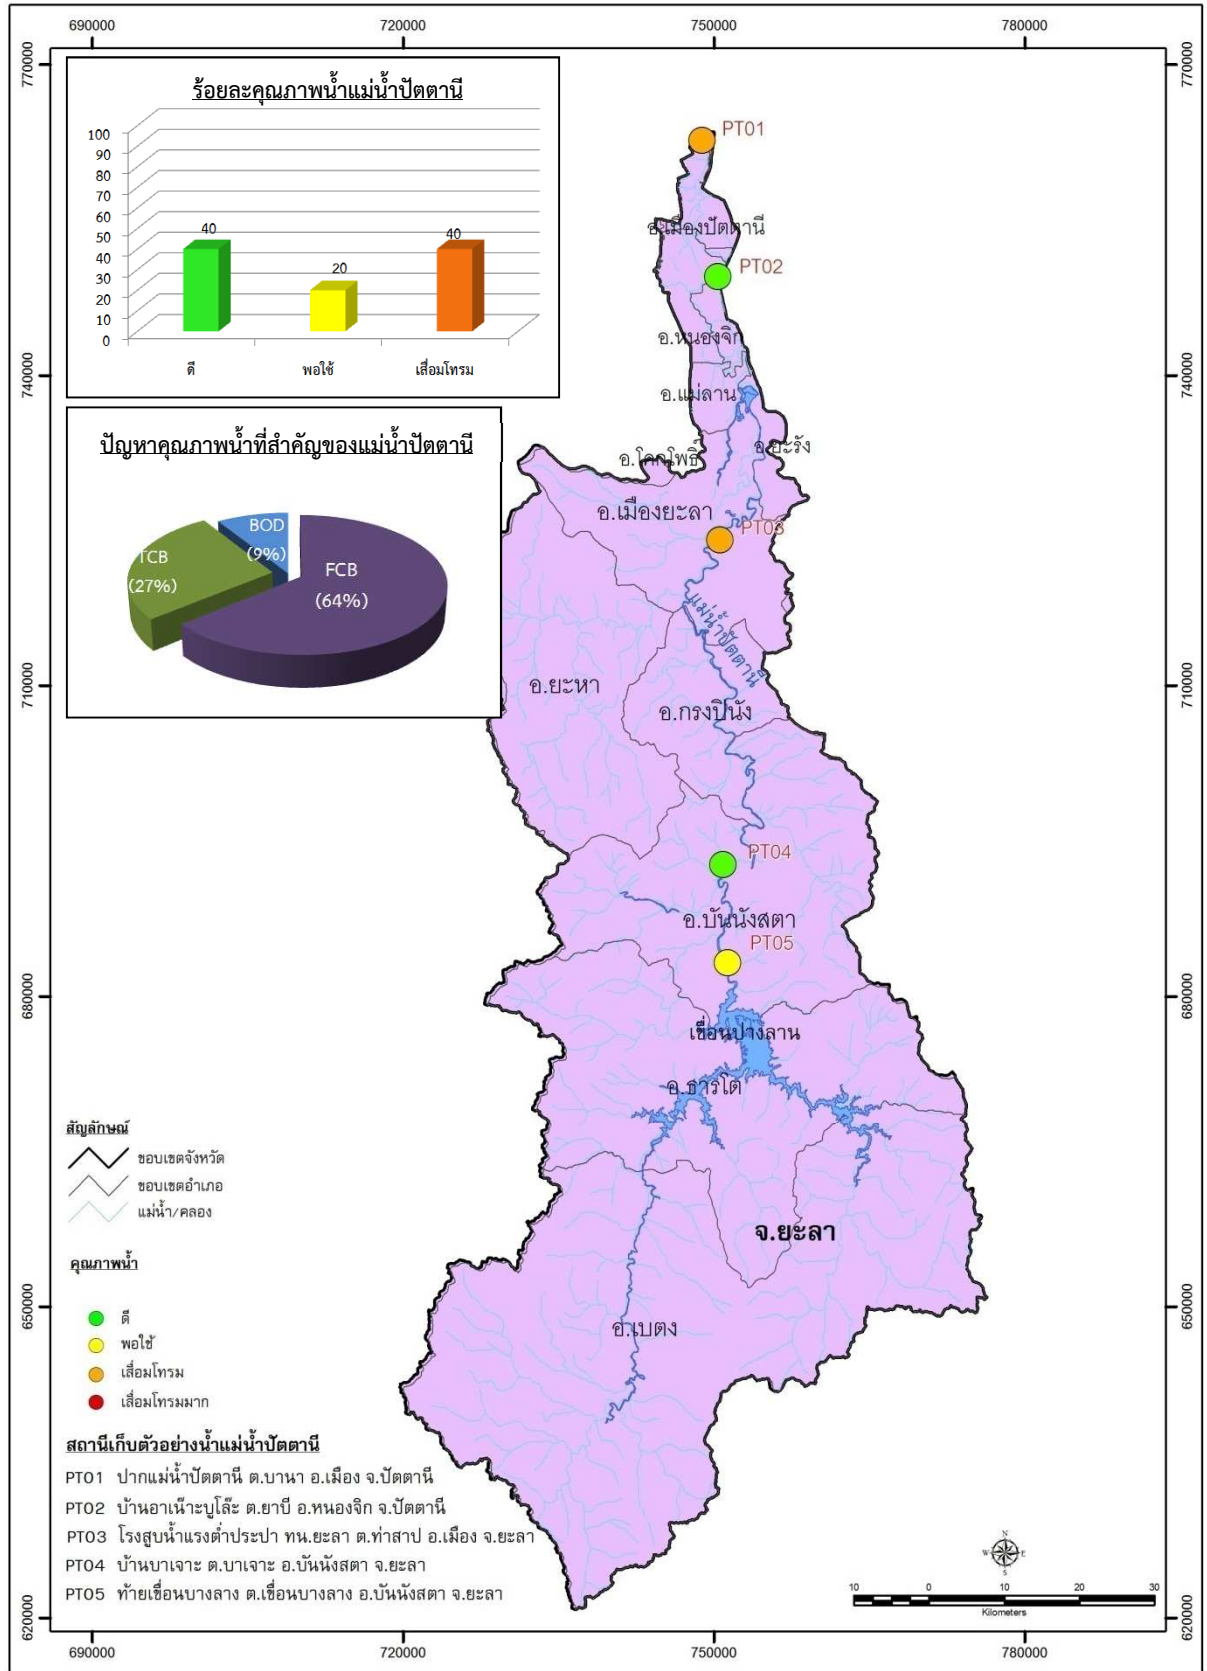 690000
720000
750000
780000
770000
770000
ร้อยละคุณภาพน้ำแม่น้ำปัตตานี
100
90
80
70
60
50
40
30
20
10
0
40
20
40
ดี
พอใช้
เสื่อมโทรม
PT01
อ.เมืองปัตตานี
PT02
อ.หนองจิก
740000
740000
อ.แม่ลาน
อ.ยะรัง
อ.โคกโพธิ์
ปัญหาคุณภาพน้ำที่สำคัญของแม่น้ำปัตตานี
BOD
(9%)
TCB
(27%)
FCB
(64%)
อ.เมืองยะลา
PT03
แม่น้ำปัตตานี
710000
710000
อ.ยะหา
อ.กรงปินัง
PT04
อ.บันนังสตา
PT05
680000
680000
เขื่อนปางลาน
อ.ธารโต
จ.ยะลา
650000
650000
อ.เบตง
สัญลักษณ์
ขอบเขตจังหวัด
ขอบเขตอำเภอ
แม่น้ำ/คลอง
คุณภาพน้ำ
ดี
พอใช้
เสื่อมโทรม
เสื่อมโทรมมาก
สถานีเก็บตัวอย่างน้ำแม่น้ำปัตตานี
PT01 ปากแม่น้ำปัตตานี ต.บานา อ.เมือง จ.ปัตตานี
PT02 บ้านอาเน๊าะบูโล๊ะ ต.ยาบี อ.หนองจิก จ.ปัตตานี
PT03 โรงสูบน้ำแรงต่ำประปา ทน.ยะลา ต.ท่าสาป อ.เมือง จ.ยะลา
PT04 บ้านบาเจาะ ต.บาเจาะ อ.บันนังสตา จ.ยะลา
PT05 ท้ายเขื่อนบางลาง ต.เขื่อนบางลาง อ.บันนังสตา จ.ยะลา
N
W E
S
10 0 10 20 30
Kilometers
620000
620000
690000
720000
750000
780000